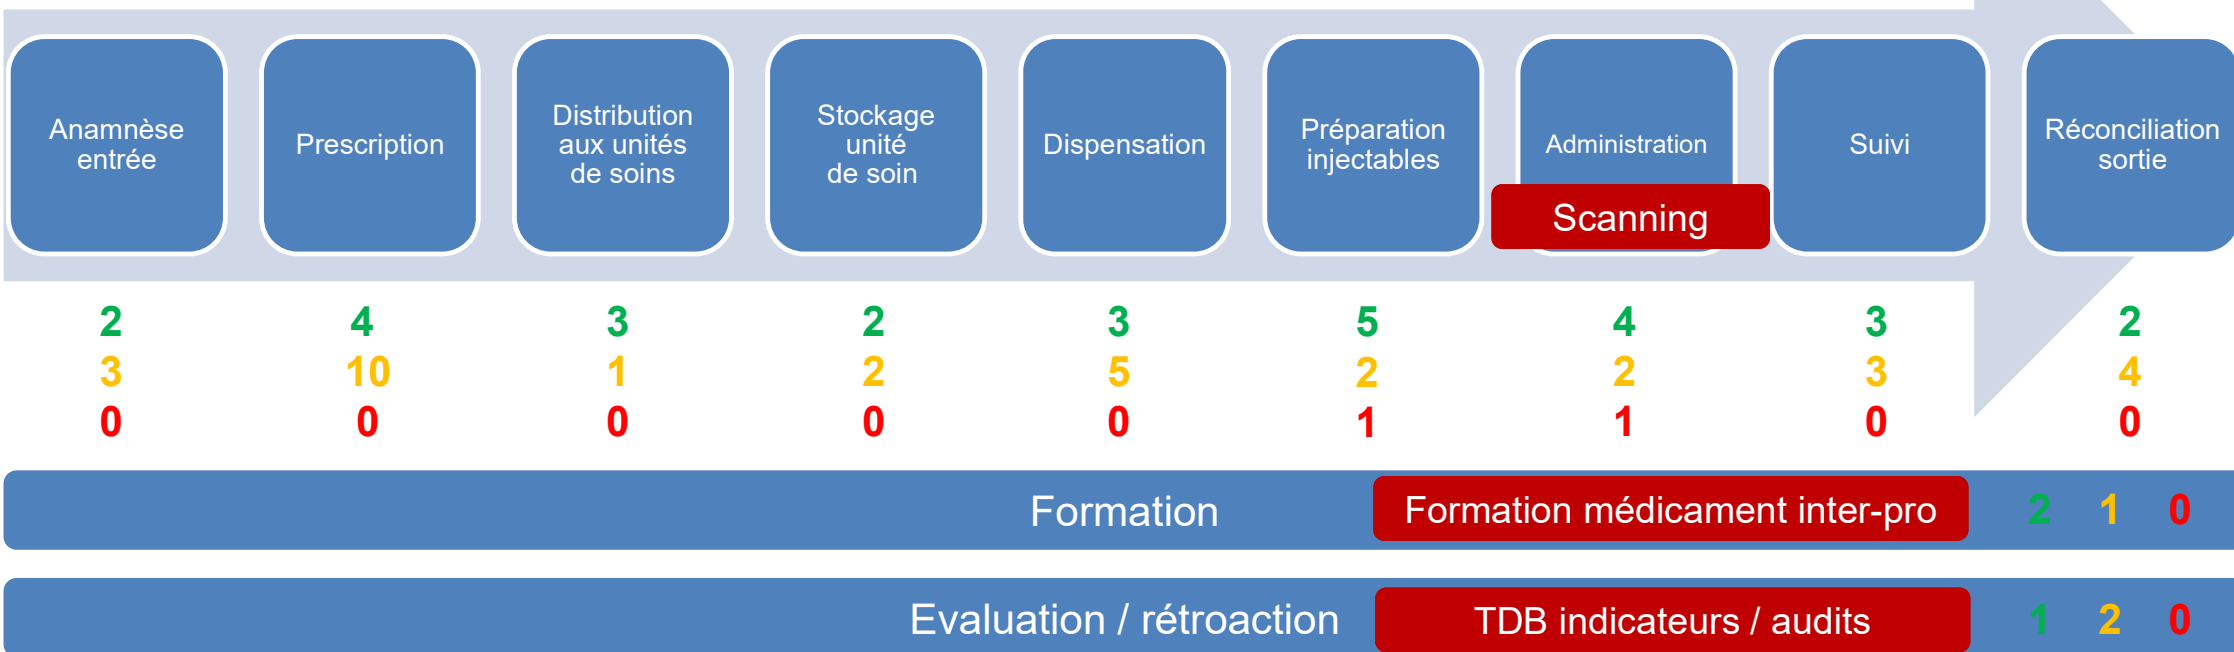 Anamnèse
entrée
Prescription
Distribution
aux unités
de soins
Stockage
unité
de soin
Dispensation
Préparation
injectables
Administration
Scanning
Suivi
Réconciliation
sortie
2 4 3 2 3 5 4 3 2
3 10 1 2 5 2 2 3 4
0 0 0 0 0 1 1 0 0
Formation Formation médicament inter-pro 2 1 0
Evaluation / rétroaction TDB indicateurs / audits 1 2 0